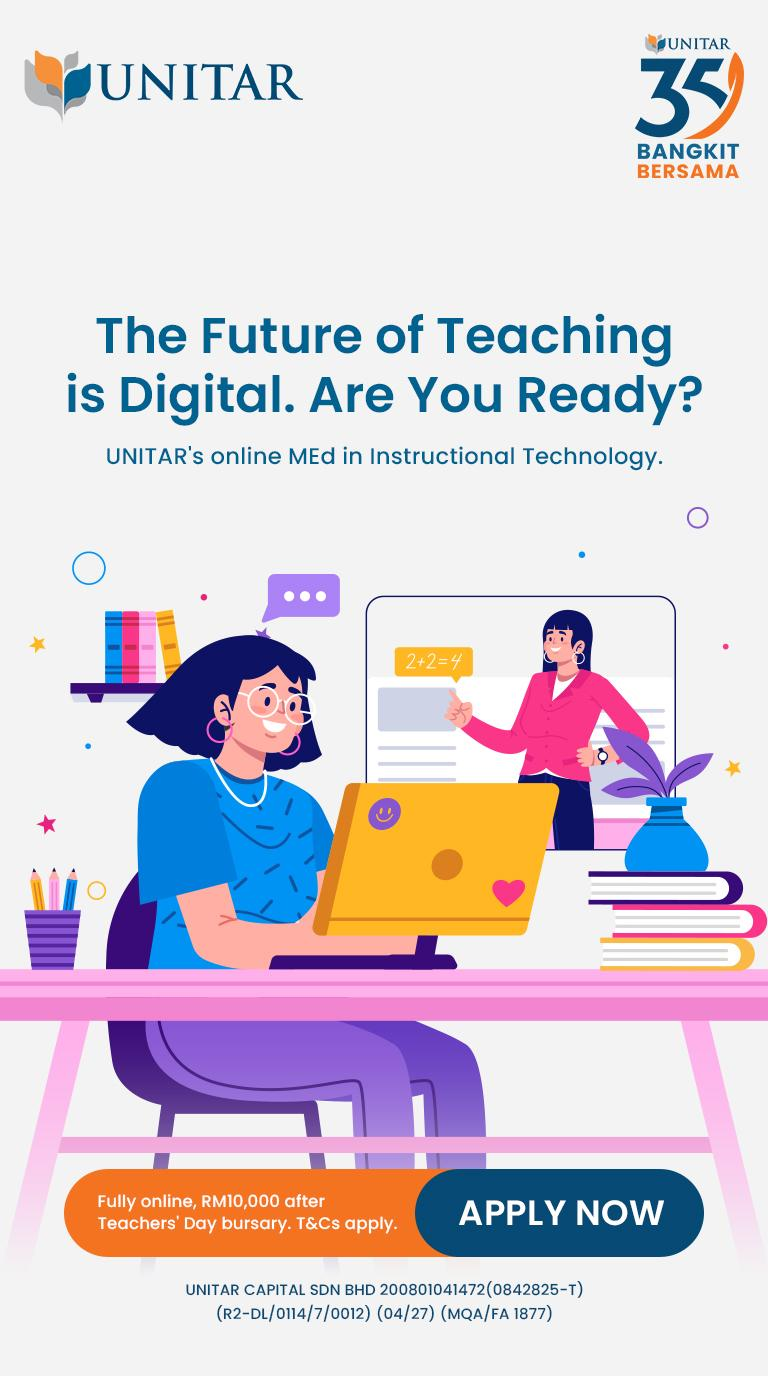 UNITAR
UNITAR
35
BANGKIT
BERSAMA
The Future of Teaching
is Digital. Are You Ready?
UNITAR's online MEd in Instructional Technology.
2+2=4
Fully online, RM10,000 after
Teachers' Day bursary. T&Cs apply.
APPLY NOW
UNITAR CAPITAL SDN BHD 200801041472(0842825-T)
(R2-DL/0114/7/0012) (04/27) (MQA/FA 1877)